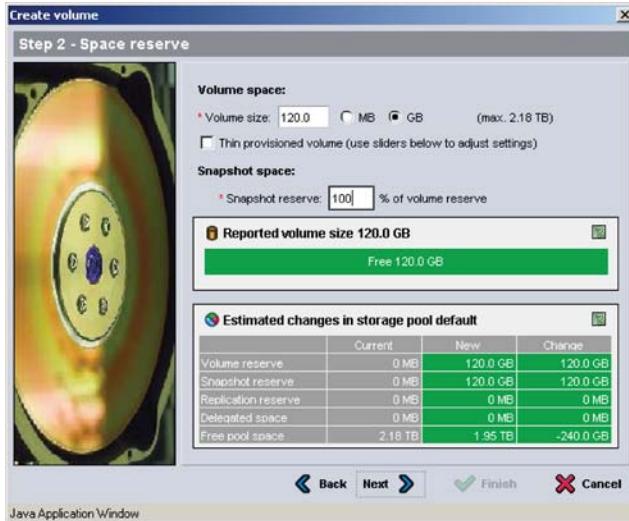 Create volume
Step 2 - Space reserve
Volume space:
* Volume size: 120.0 MB GB (max. 2.18 TB)
Thin provisioned volume (use sliders below to adjust settings)
Snapshot space:
* Snapshot reserve: 100 % of volume reserve
Reported volume size 120.0 GB
Free 120.0 GB
Estimated changes in storage pool default
Current New Change
Volume reserve 0 MB 120.0 GB 120.0 GB
Snapshot reserve 0 MB 120.0 GB 120.0 GB
Replication reserve 0 MB 0 MB 0 MB
Delegated space 0 MB 0 MB 0 MB
Free pool space 2.18 TB 1.95 TB -240.0 GB
Back Next Finish Cancel
Java Application Window